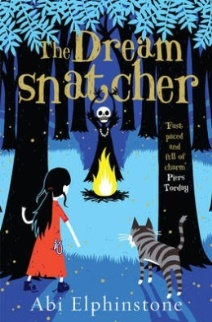 The Dream
snatcher
'Fast-
paced
and
full of
charm'
Piers
Torday
Abi Elphinstone